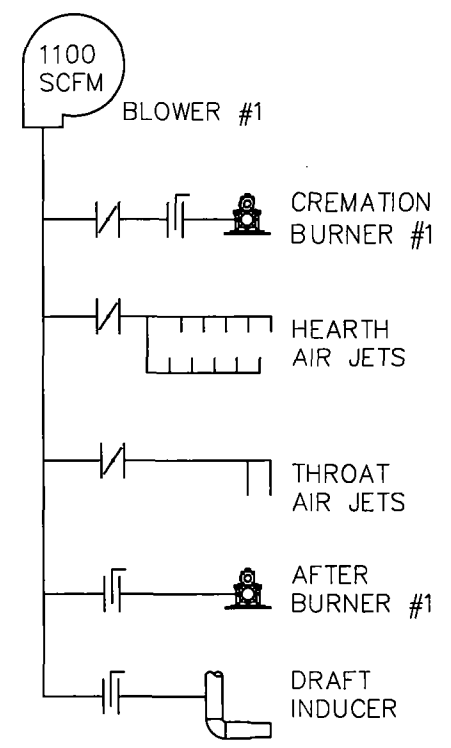 1100
SCFM
BLOWER #1
CREMATION
BURNER #1
HEARTH
AIR JETS
THROAT
AIR JETS
AFTER
BURNER #1
DRAFT
INDUCER